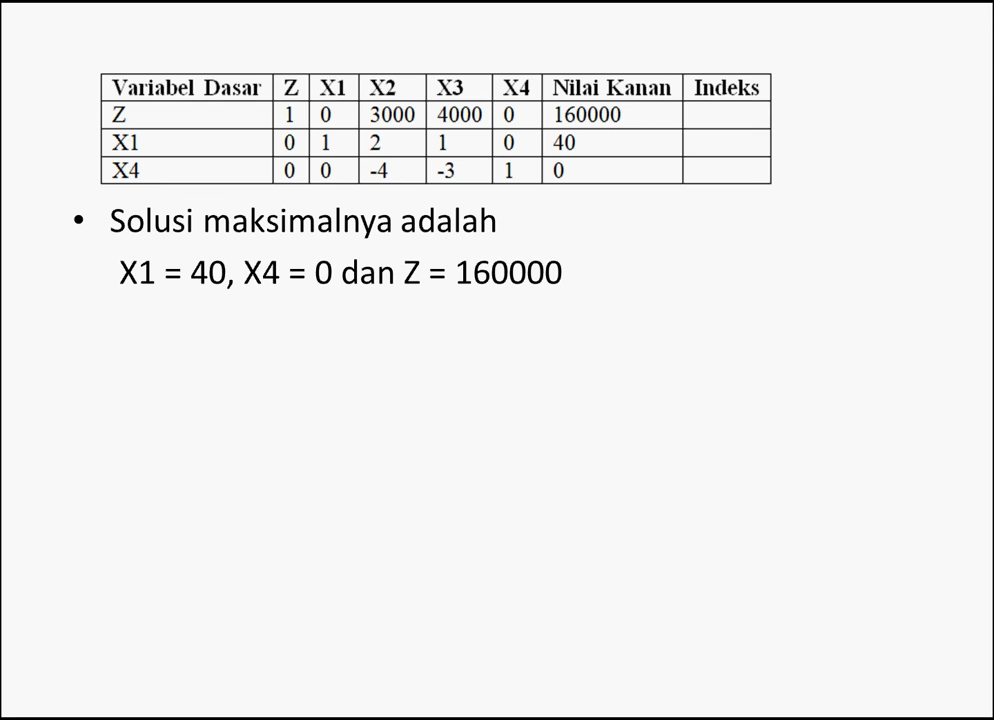 Variabel Dasar Z X1 X2 X3 X4 Nilai Kanan Indeks
Z 1 0 3000 4000 0 160000
X1 0 1 2 1 0 40
X4 0 0 -4 -3 1 0
• Solusi maksimalnya adalah
X1 = 40, X4 = 0 dan Z = 160000